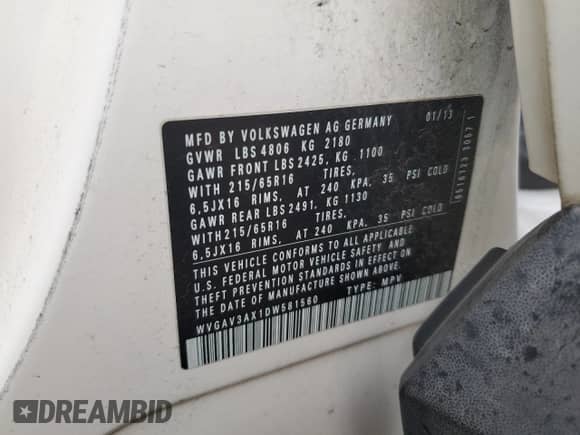 MFD BY VOLKSWAGEN AG GERMANY 01/13
GVWR LBS 4806 KG 2180
GAWR FRONT LBS 2425, KG 1100
WITH 215/65R16 TIRES,
6,5JX16 RIMS, AT 240 KPA, 35 PSI COLD
GAWR REAR LBS 2491, KG 1130
WITH 215/65R16 TIRES,
6,5JX16 RIMS, AT 240 KPA, 35 PSI COLD
THIS VEHICLE CONFORMS TO ALL APPLICABLE
U.S. FEDERAL MOTOR VEHICLE SAFETY AND
THEFT PREVENTION STANDARDS IN EFFECT ON
THE DATE OF MANUFACTURE SHOWN ABOVE.
WVGAV3AX1DW581560 TYPE: MPV
DREAMBID